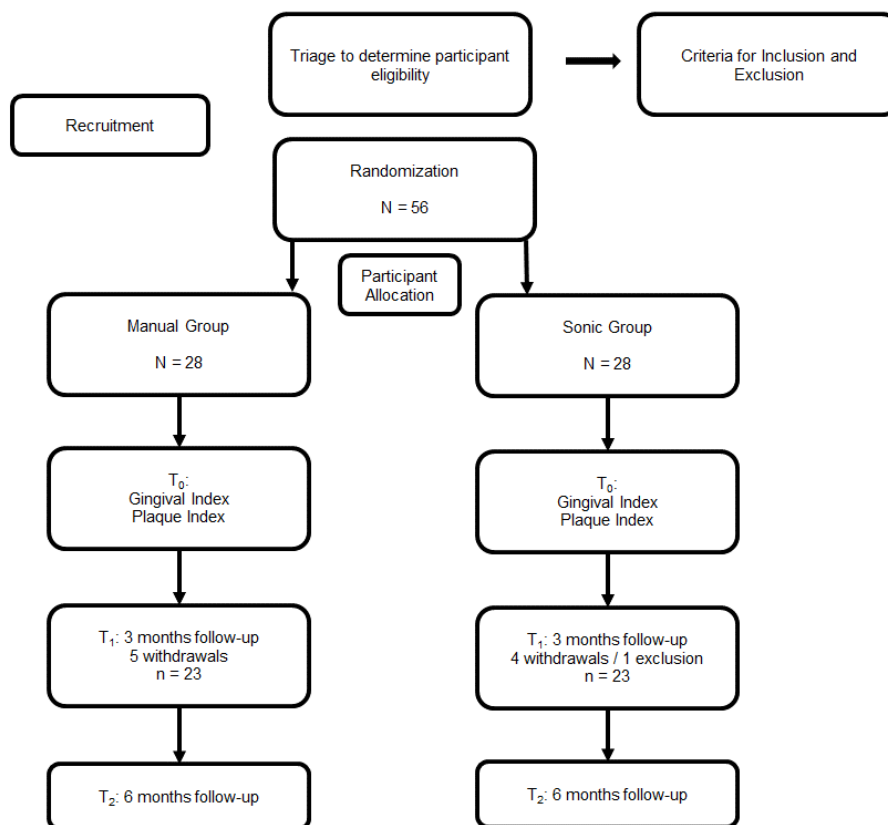 Triage to determine participant
eligibility
Criteria for Inclusion and
Exclusion
Recruitment
Randomization
N = 56
Participant
Allocation
Manual Group
N = 28
Sonic Group
N = 28
T₀:
Gingival Index
Plaque Index
T₀:
Gingival Index
Plaque Index
T₁: 3 months follow-up
5 withdrawals
n = 23
T₁: 3 months follow-up
4 withdrawals / 1 exclusion
n = 23
T₂: 6 months follow-up
T₂: 6 months follow-up